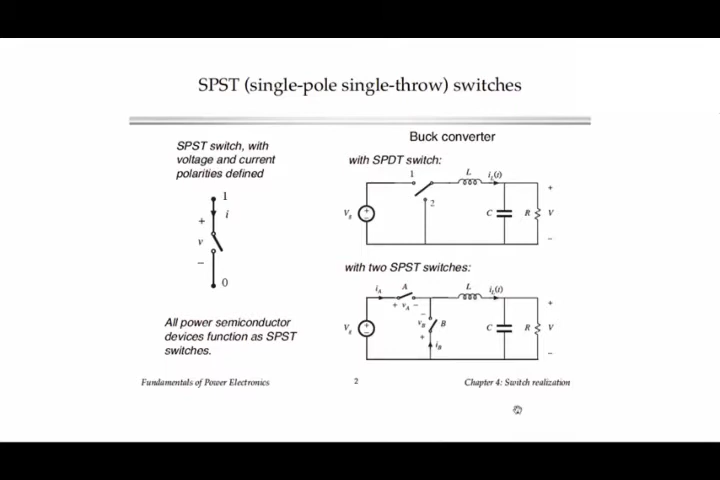 SPST (single-pole single-throw) switches
SPST switch, with
voltage and current
polarities defined
1
i
+
v
–
0
All power semiconductor
devices function as SPST
switches.
Buck converter
with SPDT switch:
1
L
iL(t)
2
Vg
+
–
C
R
+
V
–
with two SPST switches:
iA
A
L
iL(t)
+ vA –
Vg
+
–
–
vB
B
+
iB
C
R
+
V
–
Fundamentals of Power Electronics
2
Chapter 4: Switch realization